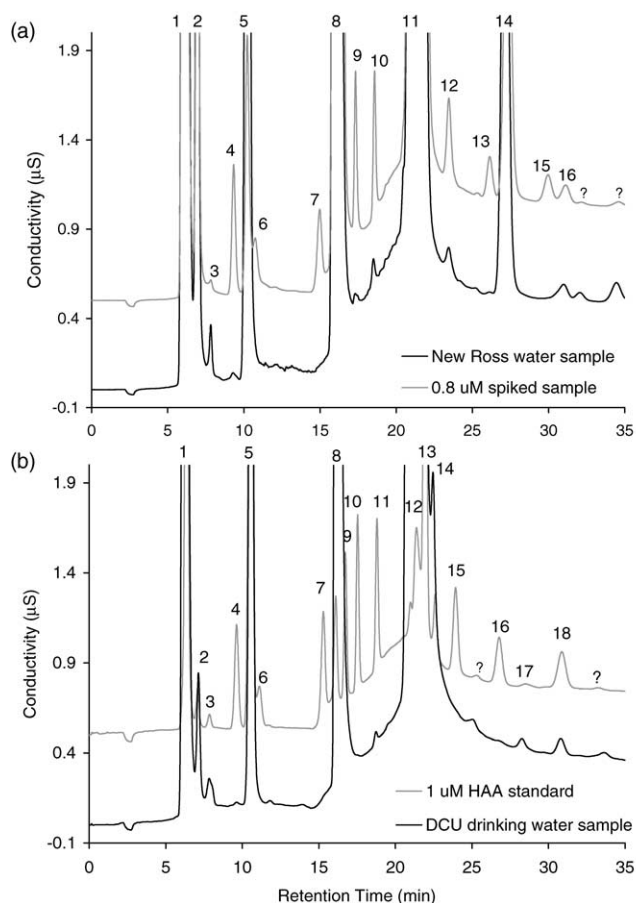 (a)
1 2 5 8 11 14
1.9
9 10
12
1.4
4
13
7
15 16
? ?
0.9
6
3
0.4
New Ross water sample
0.8 uM spiked sample
-0.1
Conductivity (µS)
0 5 10 15 20 25 30 35
(b)
1 5 8 13
14
1.9
10 11
9
12
1.4
15
7
4
16
18
2
17
? ?
0.9
6
3
0.4
1 uM HAA standard
DCU drinking water sample
-0.1
Conductivity (µS)
0 5 10 15 20 25 30 35
Retention Time (min)